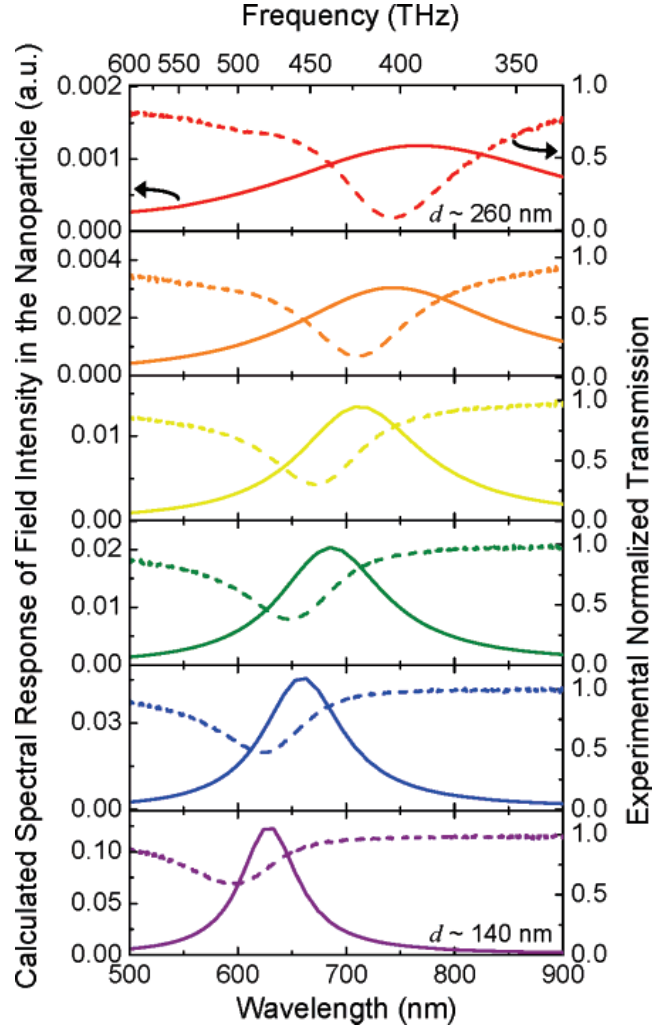 Frequency (THz)
600 550 500 450 400 350
Calculated Spectral Response of Field Intensity in the Nanoparticle (a.u.)
Experimental Normalized Transmission
0.002 1.0
0.001 0.5
0.000 0.0
d ~ 260 nm
0.004 1.0
0.002 0.5
0.000 0.0
1.0
0.01 0.5
0.00 0.0
0.02 1.0
0.01 0.5
0.00 0.0
1.0
0.03 0.5
0.00 0.0
0.10 1.0
0.05 0.5
0.00 0.0
d ~ 140 nm
500 600 700 800 900
Wavelength (nm)